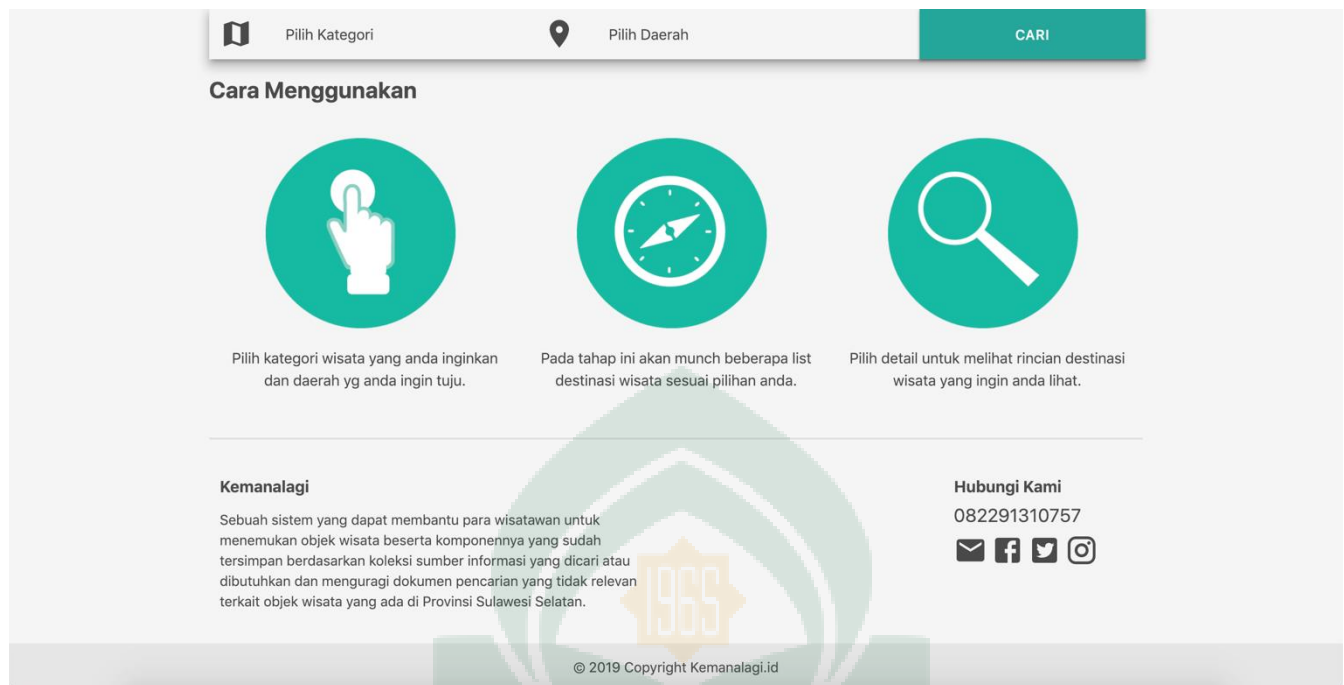 Pilih Kategori
Pilih Daerah
CARI
Cara Menggunakan
Pilih kategori wisata yang anda inginkan
dan daerah yg anda ingin tuju.
Pada tahap ini akan munch beberapa list
destinasi wisata sesuai pilihan anda.
Pilih detail untuk melihat rincian destinasi
wisata yang ingin anda lihat.
Kemanalagi
Sebuah sistem yang dapat membantu para wisatawan untuk
menemukan objek wisata beserta komponennya yang sudah
tersimpan berdasarkan koleksi sumber informasi yang dicari atau
dibutuhkan dan menguragi dokumen pencarian yang tidak relevan
terkait objek wisata yang ada di Provinsi Sulawesi Selatan.
Hubungi Kami
082291310757
1965
© 2019 Copyright Kemanalagi.id